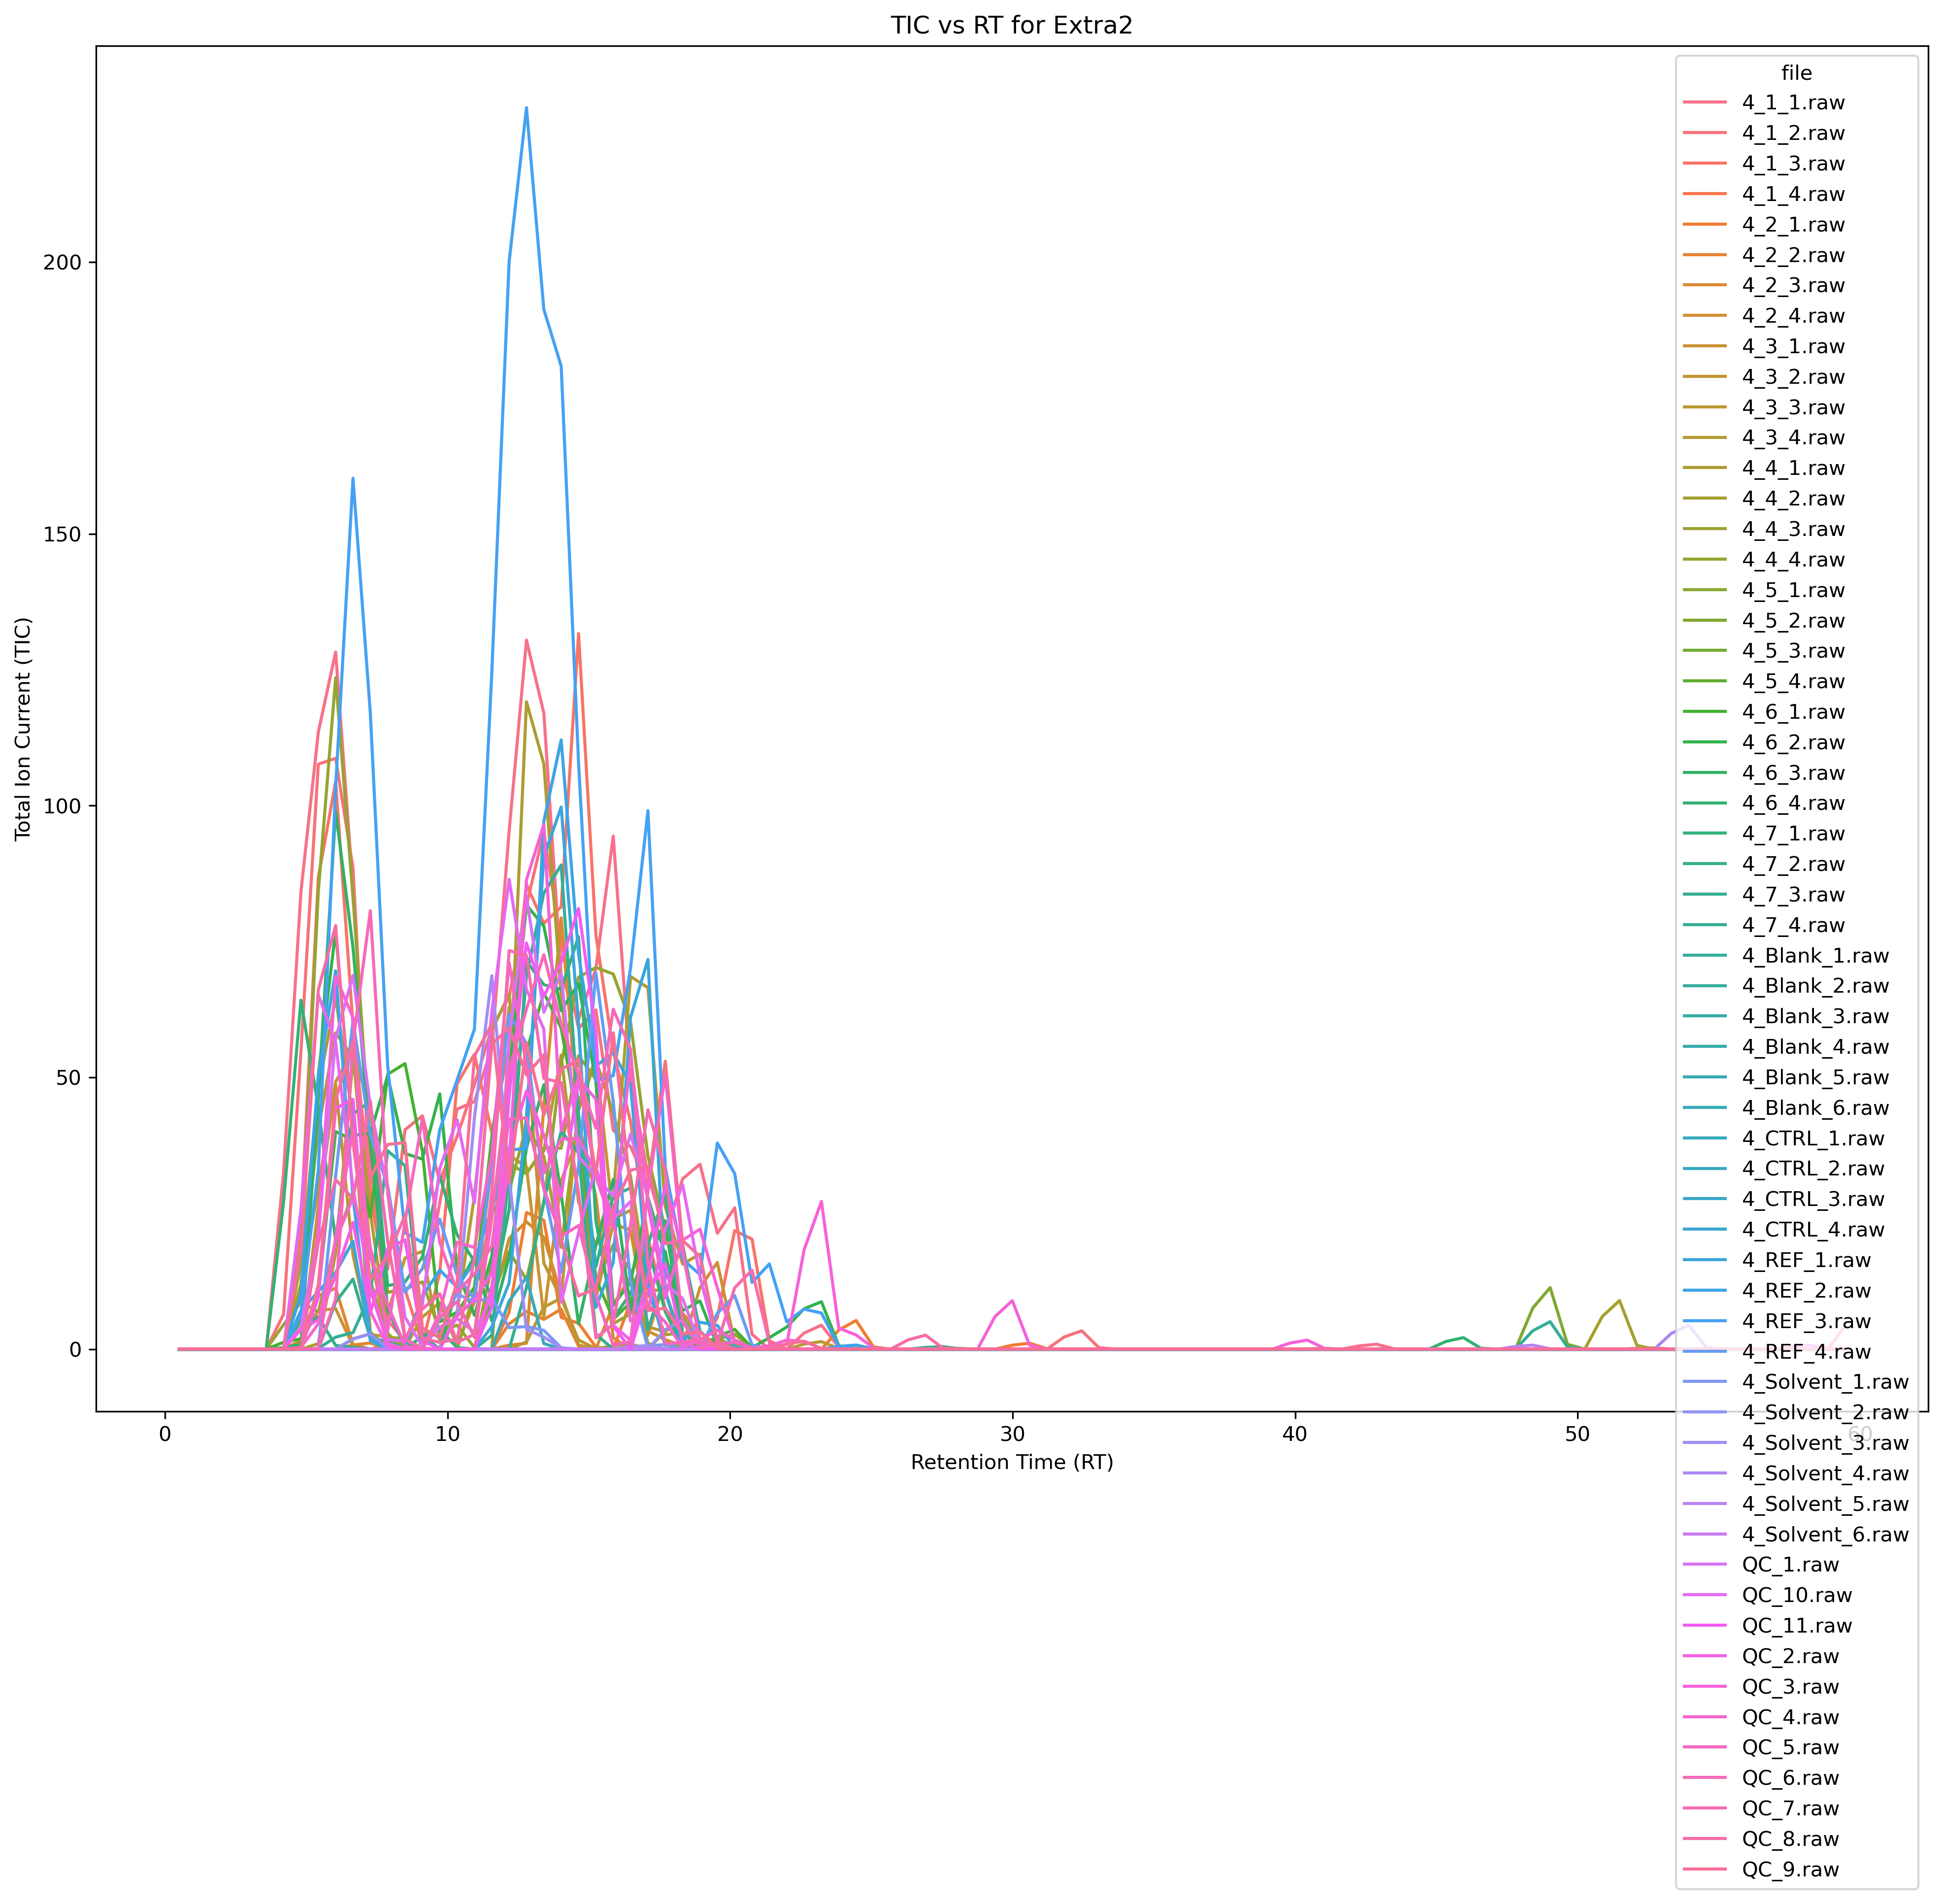 TIC vs RT for Extra2
Total Ion Current (TIC)
200
150
100
50
0
0 10 20 30 40 50 60
Retention Time (RT)
file
4_1_1.raw
4_1_2.raw
4_1_3.raw
4_1_4.raw
4_2_1.raw
4_2_2.raw
4_2_3.raw
4_2_4.raw
4_3_1.raw
4_3_2.raw
4_3_3.raw
4_3_4.raw
4_4_1.raw
4_4_2.raw
4_4_3.raw
4_4_4.raw
4_5_1.raw
4_5_2.raw
4_5_3.raw
4_5_4.raw
4_6_1.raw
4_6_2.raw
4_6_3.raw
4_6_4.raw
4_7_1.raw
4_7_2.raw
4_7_3.raw
4_7_4.raw
4_Blank_1.raw
4_Blank_2.raw
4_Blank_3.raw
4_Blank_4.raw
4_Blank_5.raw
4_Blank_6.raw
4_CTRL_1.raw
4_CTRL_2.raw
4_CTRL_3.raw
4_CTRL_4.raw
4_REF_1.raw
4_REF_2.raw
4_REF_3.raw
4_REF_4.raw
4_Solvent_1.raw
4_Solvent_2.raw
4_Solvent_3.raw
4_Solvent_4.raw
4_Solvent_5.raw
4_Solvent_6.raw
QC_1.raw
QC_10.raw
QC_11.raw
QC_2.raw
QC_3.raw
QC_4.raw
QC_5.raw
QC_6.raw
QC_7.raw
QC_8.raw
QC_9.raw